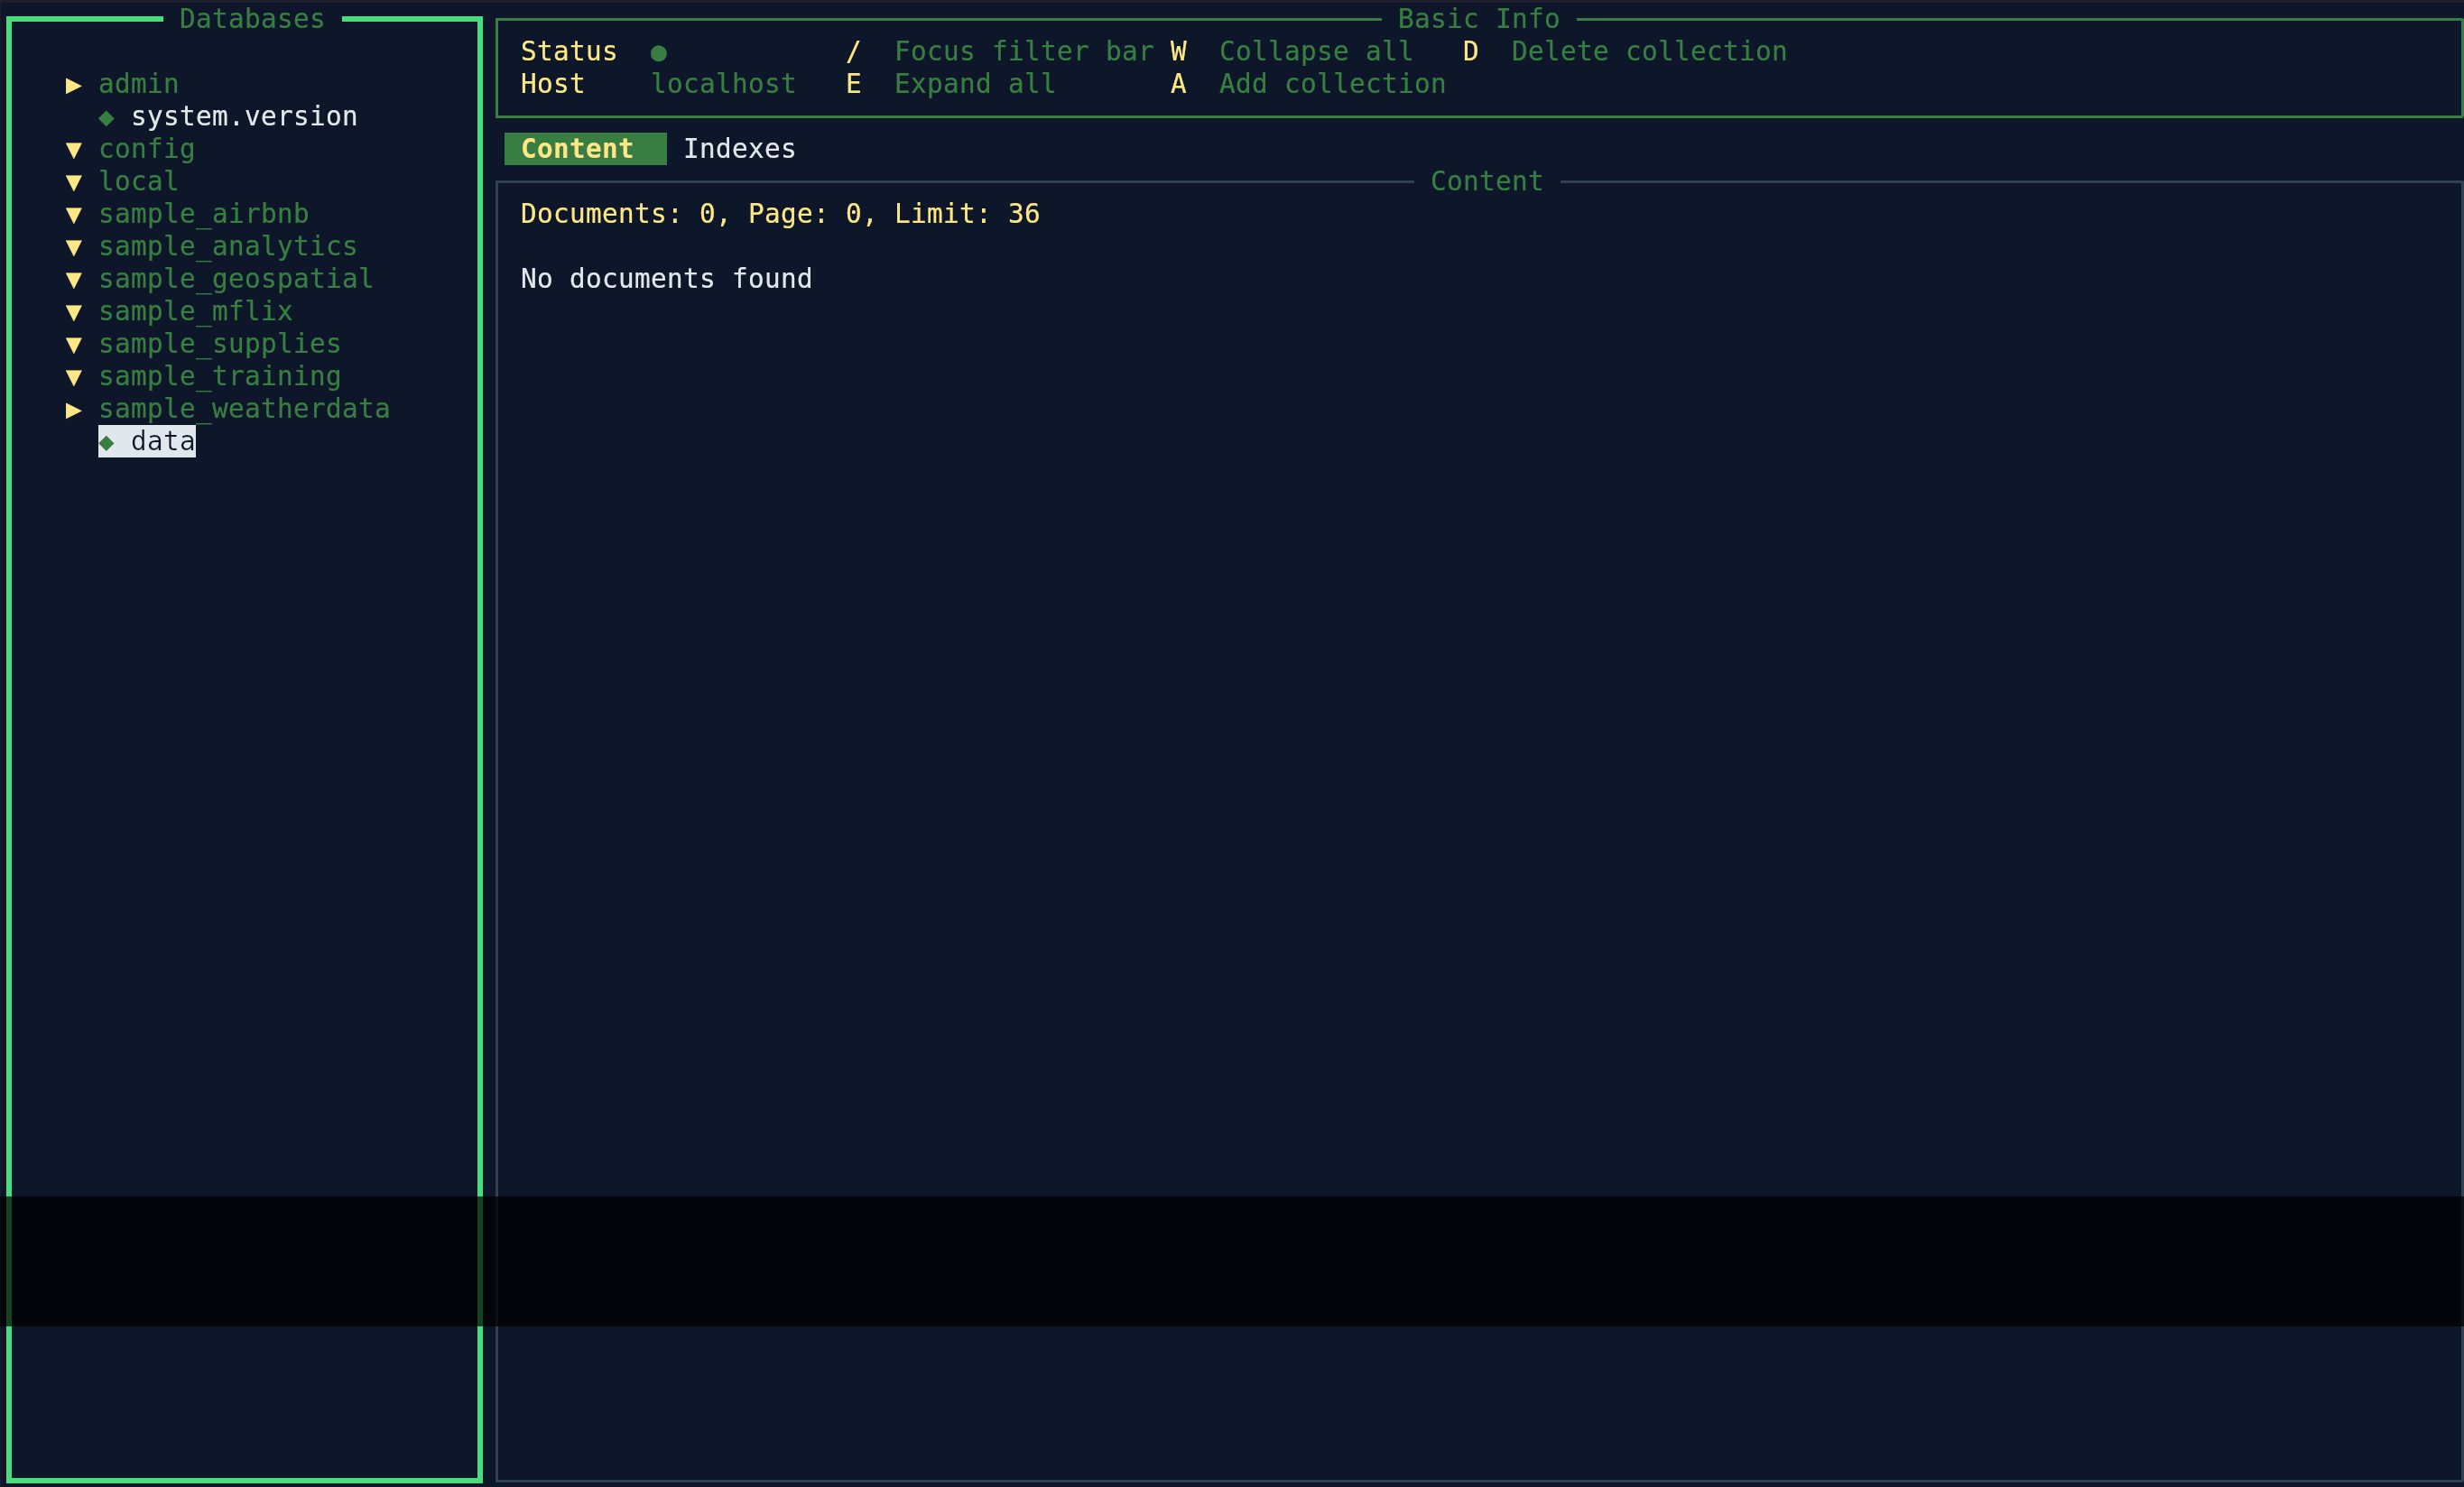 Databases
▶ admin
◆ system.version
▼ config
▼ local
▼ sample_airbnb
▼ sample_analytics
▼ sample_geospatial
▼ sample_mflix
▼ sample_supplies
▼ sample_training
▶ sample_weatherdata
◆ data
Basic Info
Status ● / Focus filter bar W Collapse all D Delete collection
Host localhost E Expand all A Add collection
Content Indexes
Content
Documents: 0, Page: 0, Limit: 36
No documents found